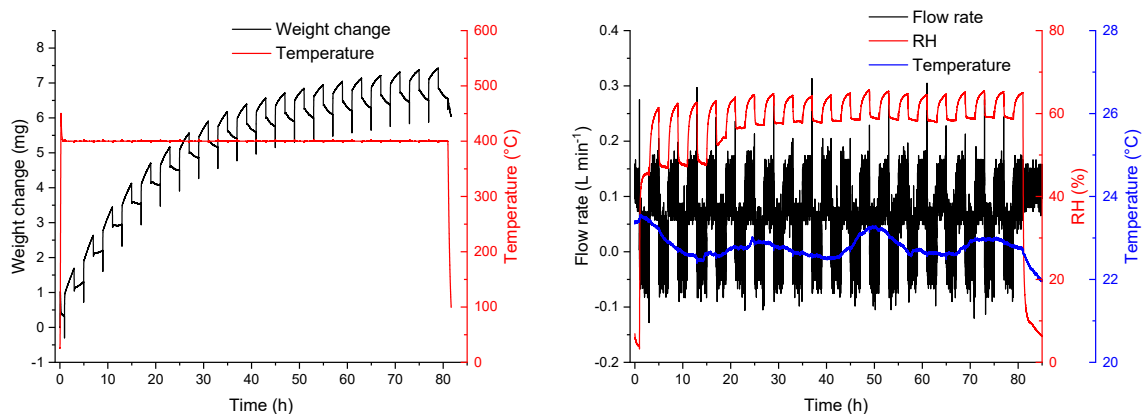 Weight change
Temperature
8
7
6
5
4
3
2
1
0
-1
Weight change (mg)
600
500
400
300
200
100
0
Temperature (°C)
0 10 20 30 40 50 60 70 80
Time (h)
Flow rate
RH
Temperature
0.4
0.3
0.2
0.1
0.0
-0.1
-0.2
Flow rate (L min⁻¹)
80
60
40
20
0
RH (%)
28
26
24
22
20
Temperature (°C)
0 10 20 30 40 50 60 70 80
Time (h)